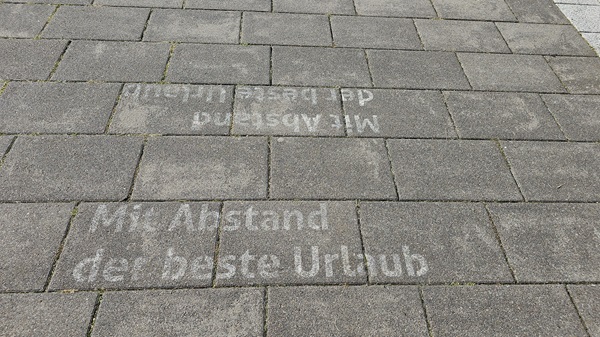 Mit Abstand
der beste Urlaub
Mit Abstand
der beste Urlaub